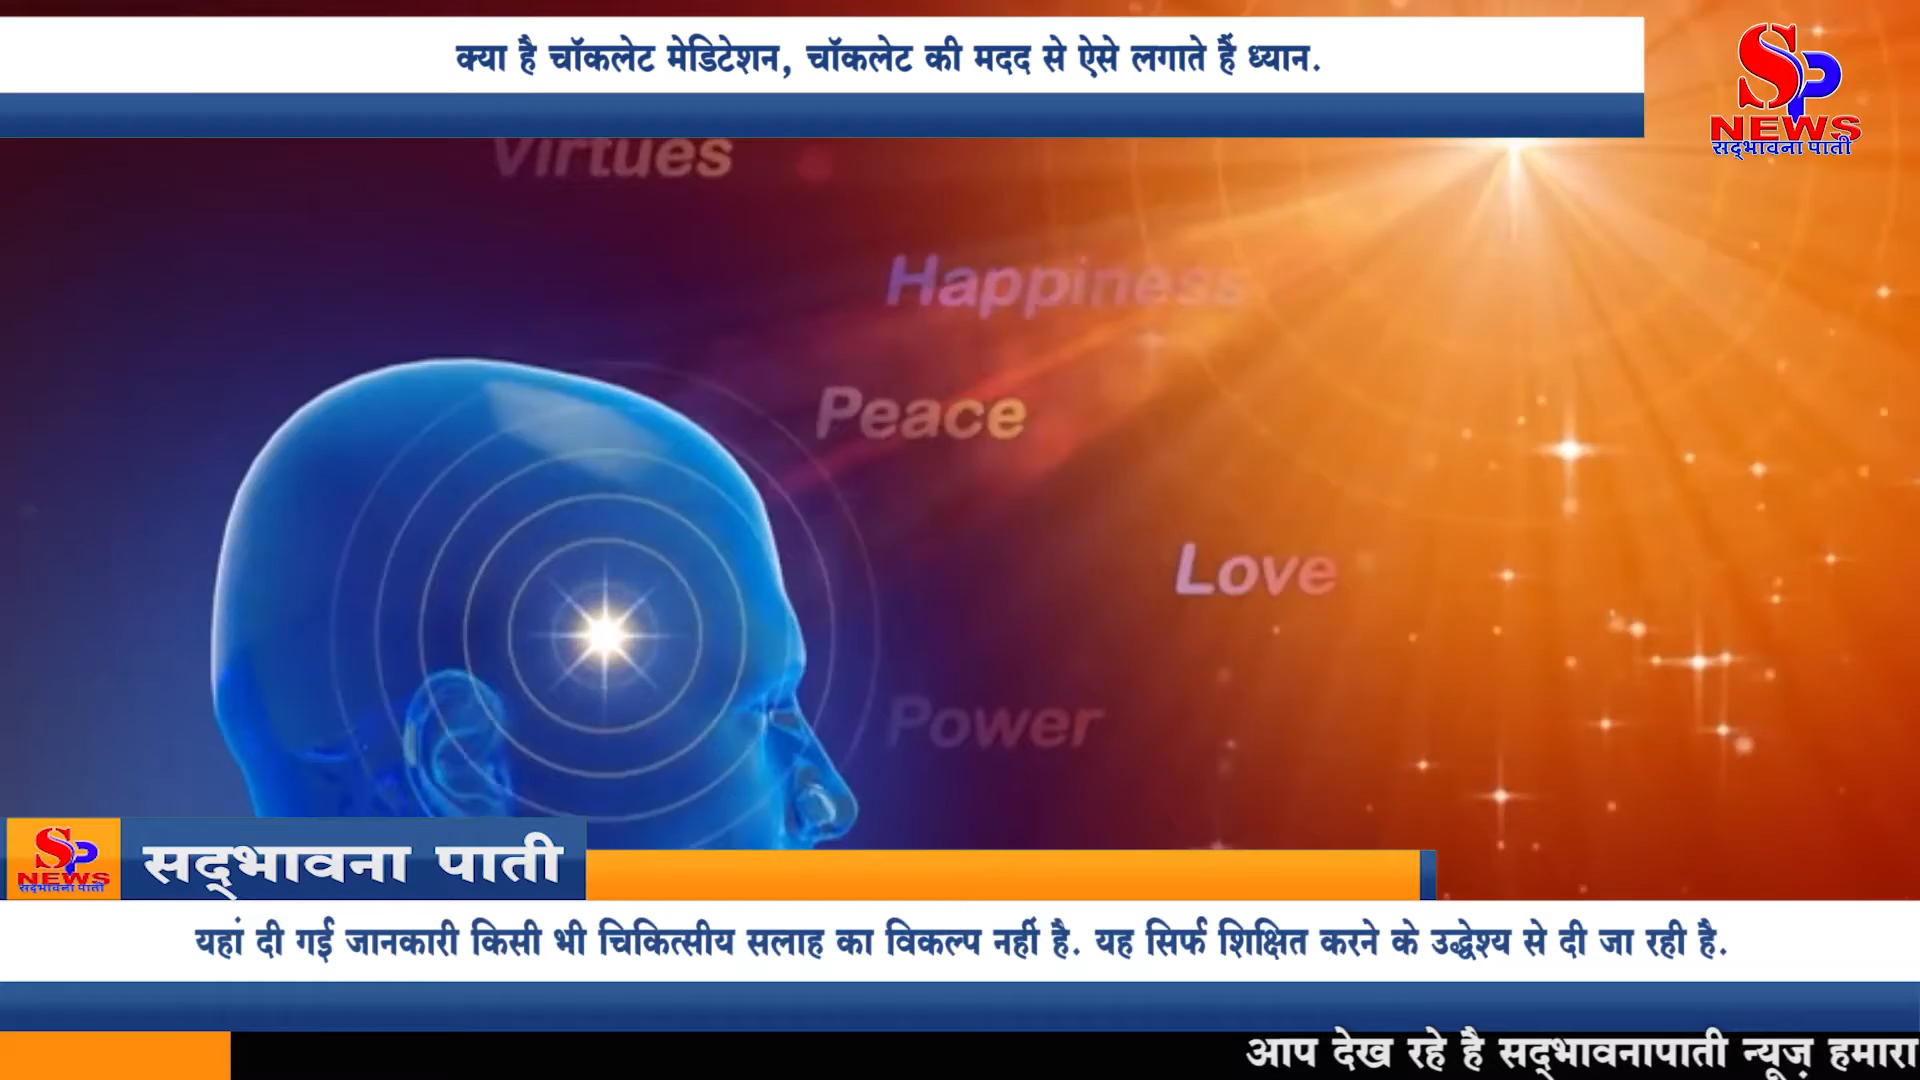 क्या है चॉकलेट मेडिटेशन, चॉकलेट की मदद से ऐसे लगाते हैं ध्यान.
SP
NEWS
सद्भावना पाती
Virtues
Happiness
Peace
Love
Power
SP
NEWS
सद्भावना पाती
सद्भावना पाती
यहां दी गई जानकारी किसी भी चिकित्सीय सलाह का विकल्प नहीं है. यह सिर्फ शिक्षित करने के उद्धेश्य से दी जा रही है.
आप देख रहे है सद्भावनापाती न्यूज़ हमारा